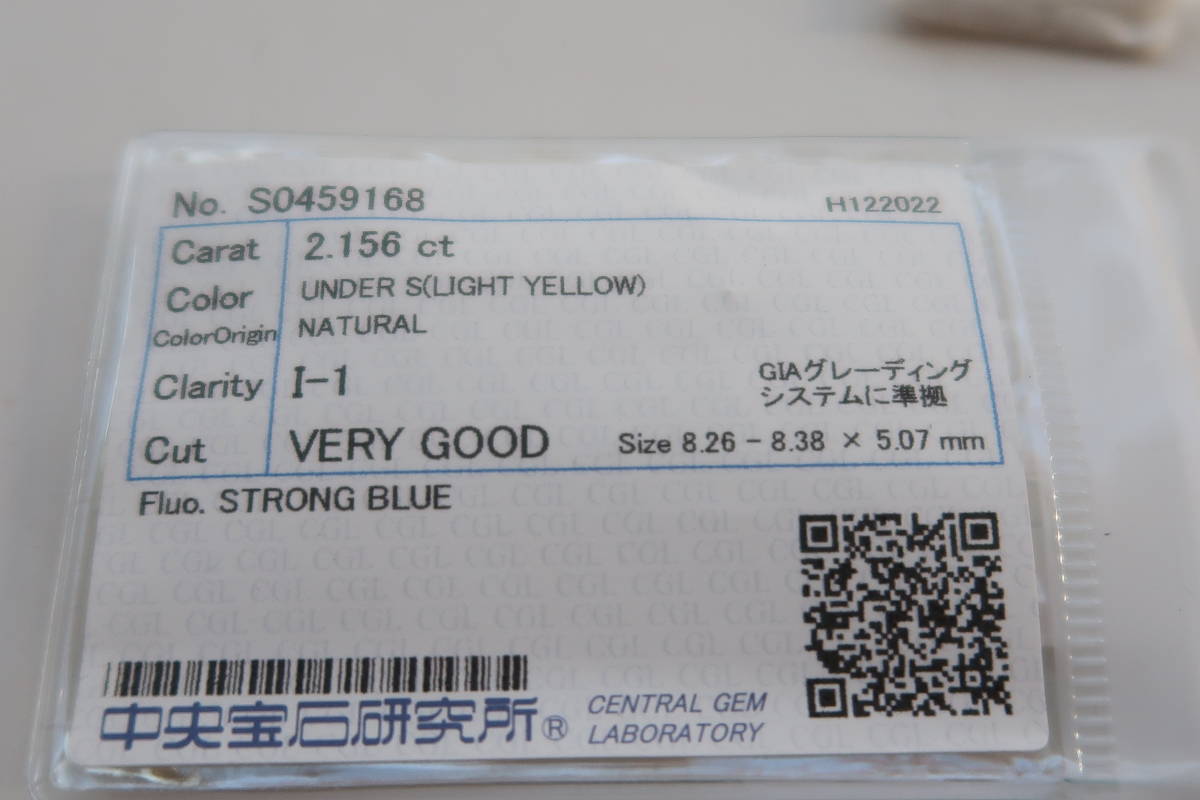 No. S0459168
H122022
Carat 2.156 ct
Color UNDER S(LIGHT YELLOW)
ColorOrigin NATURAL
Clarity I-1
GIAグレーディング
システムに準拠
Cut VERY GOOD Size 8.26 - 8.38 × 5.07 mm
Fluo. STRONG BLUE
中央宝石研究所®
CENTRAL GEM
LABORATORY